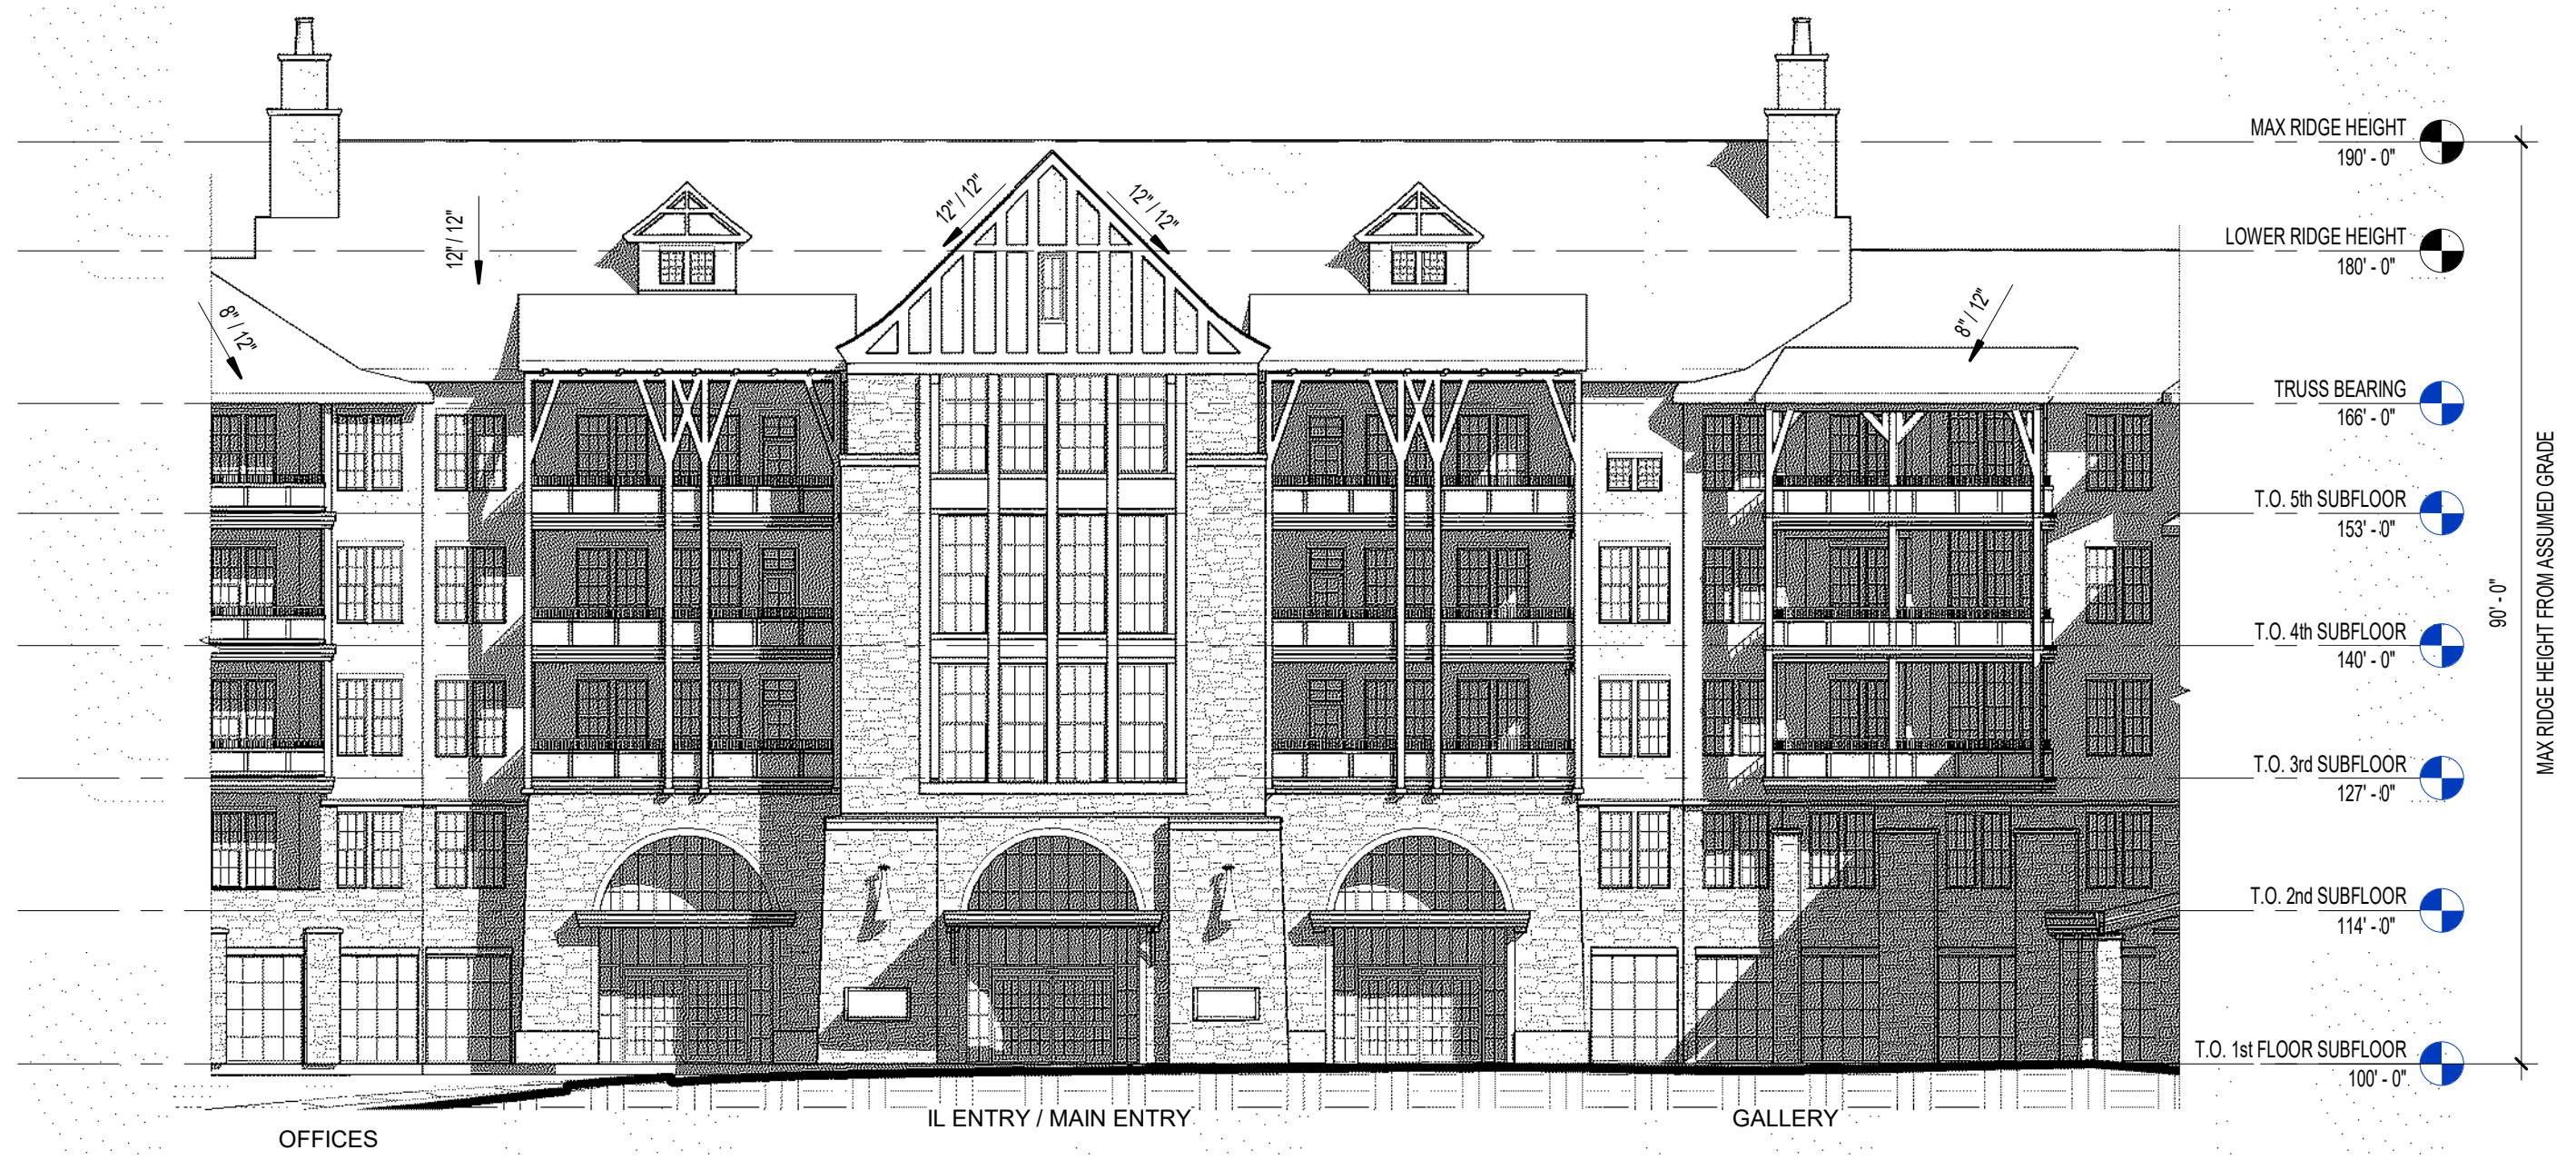 MAX RIDGE HEIGHT
190' - 0"
12" / 12"
12" / 12"
12" / 12"
LOWER RIDGE HEIGHT
180' - 0"
8" / 12"
8" / 12"
TRUSS BEARING
166' - 0"
T.O. 5th SUBFLOOR
153' - 0"
MAX RIDGE HEIGHT FROM ASSUMED GRADE
90' - 0"
T.O. 4th SUBFLOOR
140' - 0"
T.O. 3rd SUBFLOOR
127' - 0"
T.O. 2nd SUBFLOOR
114' - 0"
T.O. 1st FLOOR SUBFLOOR
100' - 0"
IL ENTRY / MAIN ENTRY
GALLERY
OFFICES